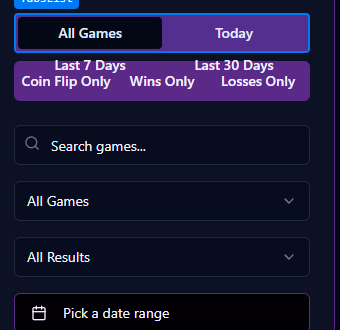 TabsList
All Games Today
Last 7 Days Last 30 Days
Coin Flip Only Wins Only Losses Only
Search games...
All Games
All Results
Pick a date range